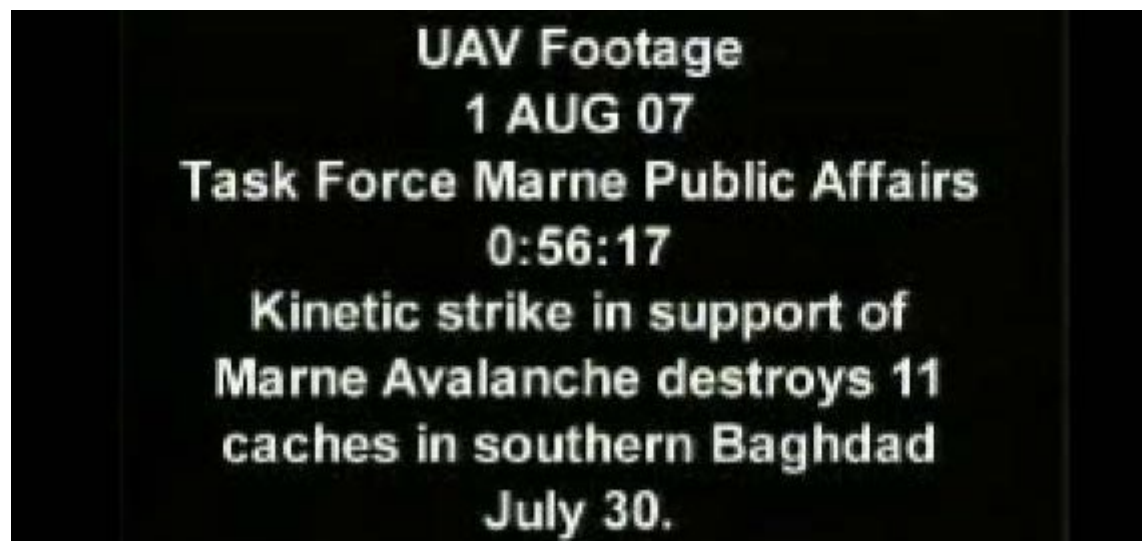 UAV Footage
1 AUG 07
Task Force Marne Public Affairs
0:56:17
Kinetic strike in support of
Marne Avalanche destroys 11
caches in southern Baghdad
July 30.